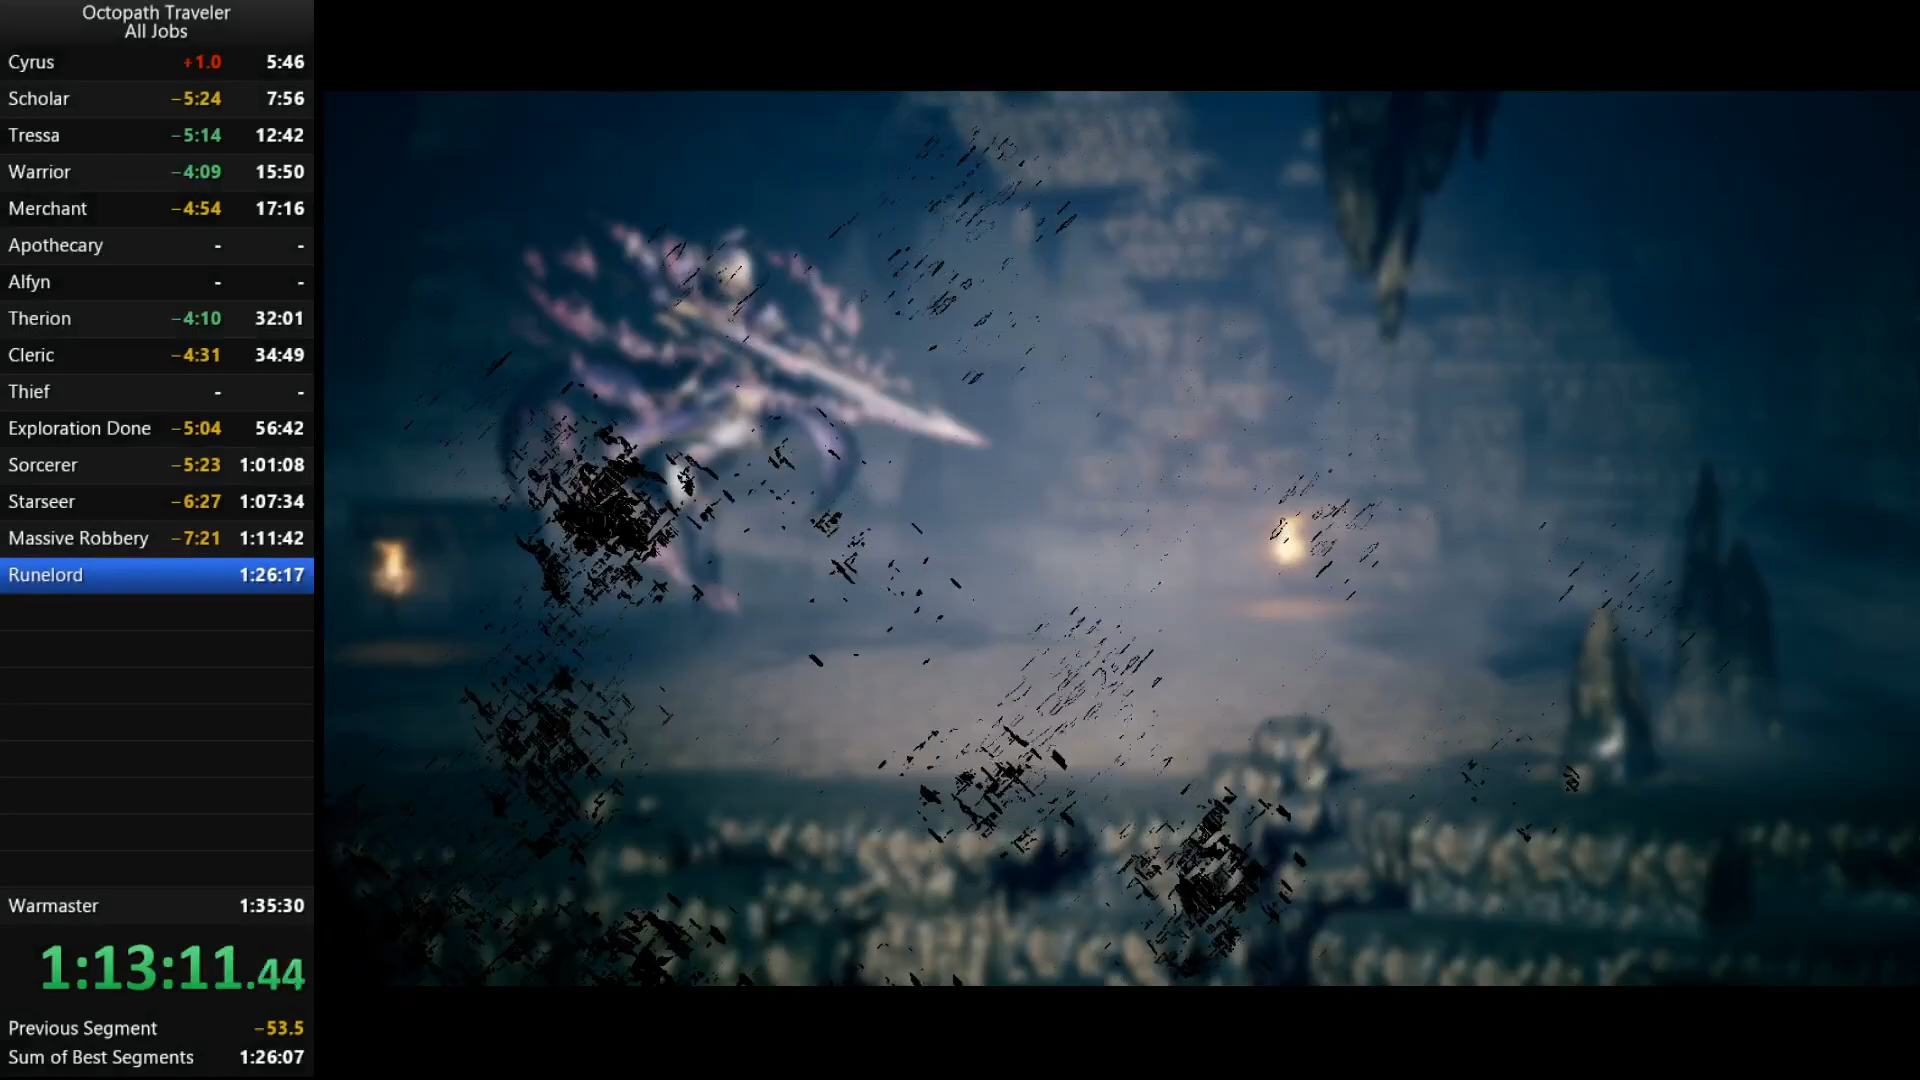 Octopath Traveler
All Jobs
Cyrus +1.0 5:46
Scholar −5:24 7:56
Tressa −5:14 12:42
Warrior −4:09 15:50
Merchant −4:54 17:16
Apothecary - -
Alfyn - -
Therion −4:10 32:01
Cleric −4:31 34:49
Thief - -
Exploration Done −5:04 56:42
Sorcerer −5:23 1:01:08
Starseer −6:27 1:07:34
Massive Robbery −7:21 1:11:42
Runelord 1:26:17
Warmaster 1:35:30
1:13:11.44
Previous Segment −53.5
Sum of Best Segments 1:26:07